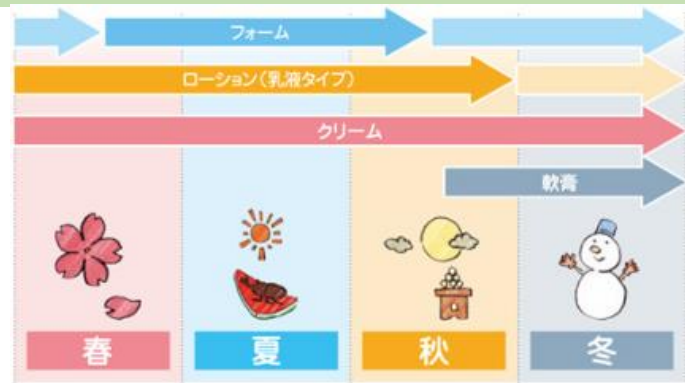 フォーム
ローション（乳液タイプ）
クリーム
軟膏
春 夏 秋 冬